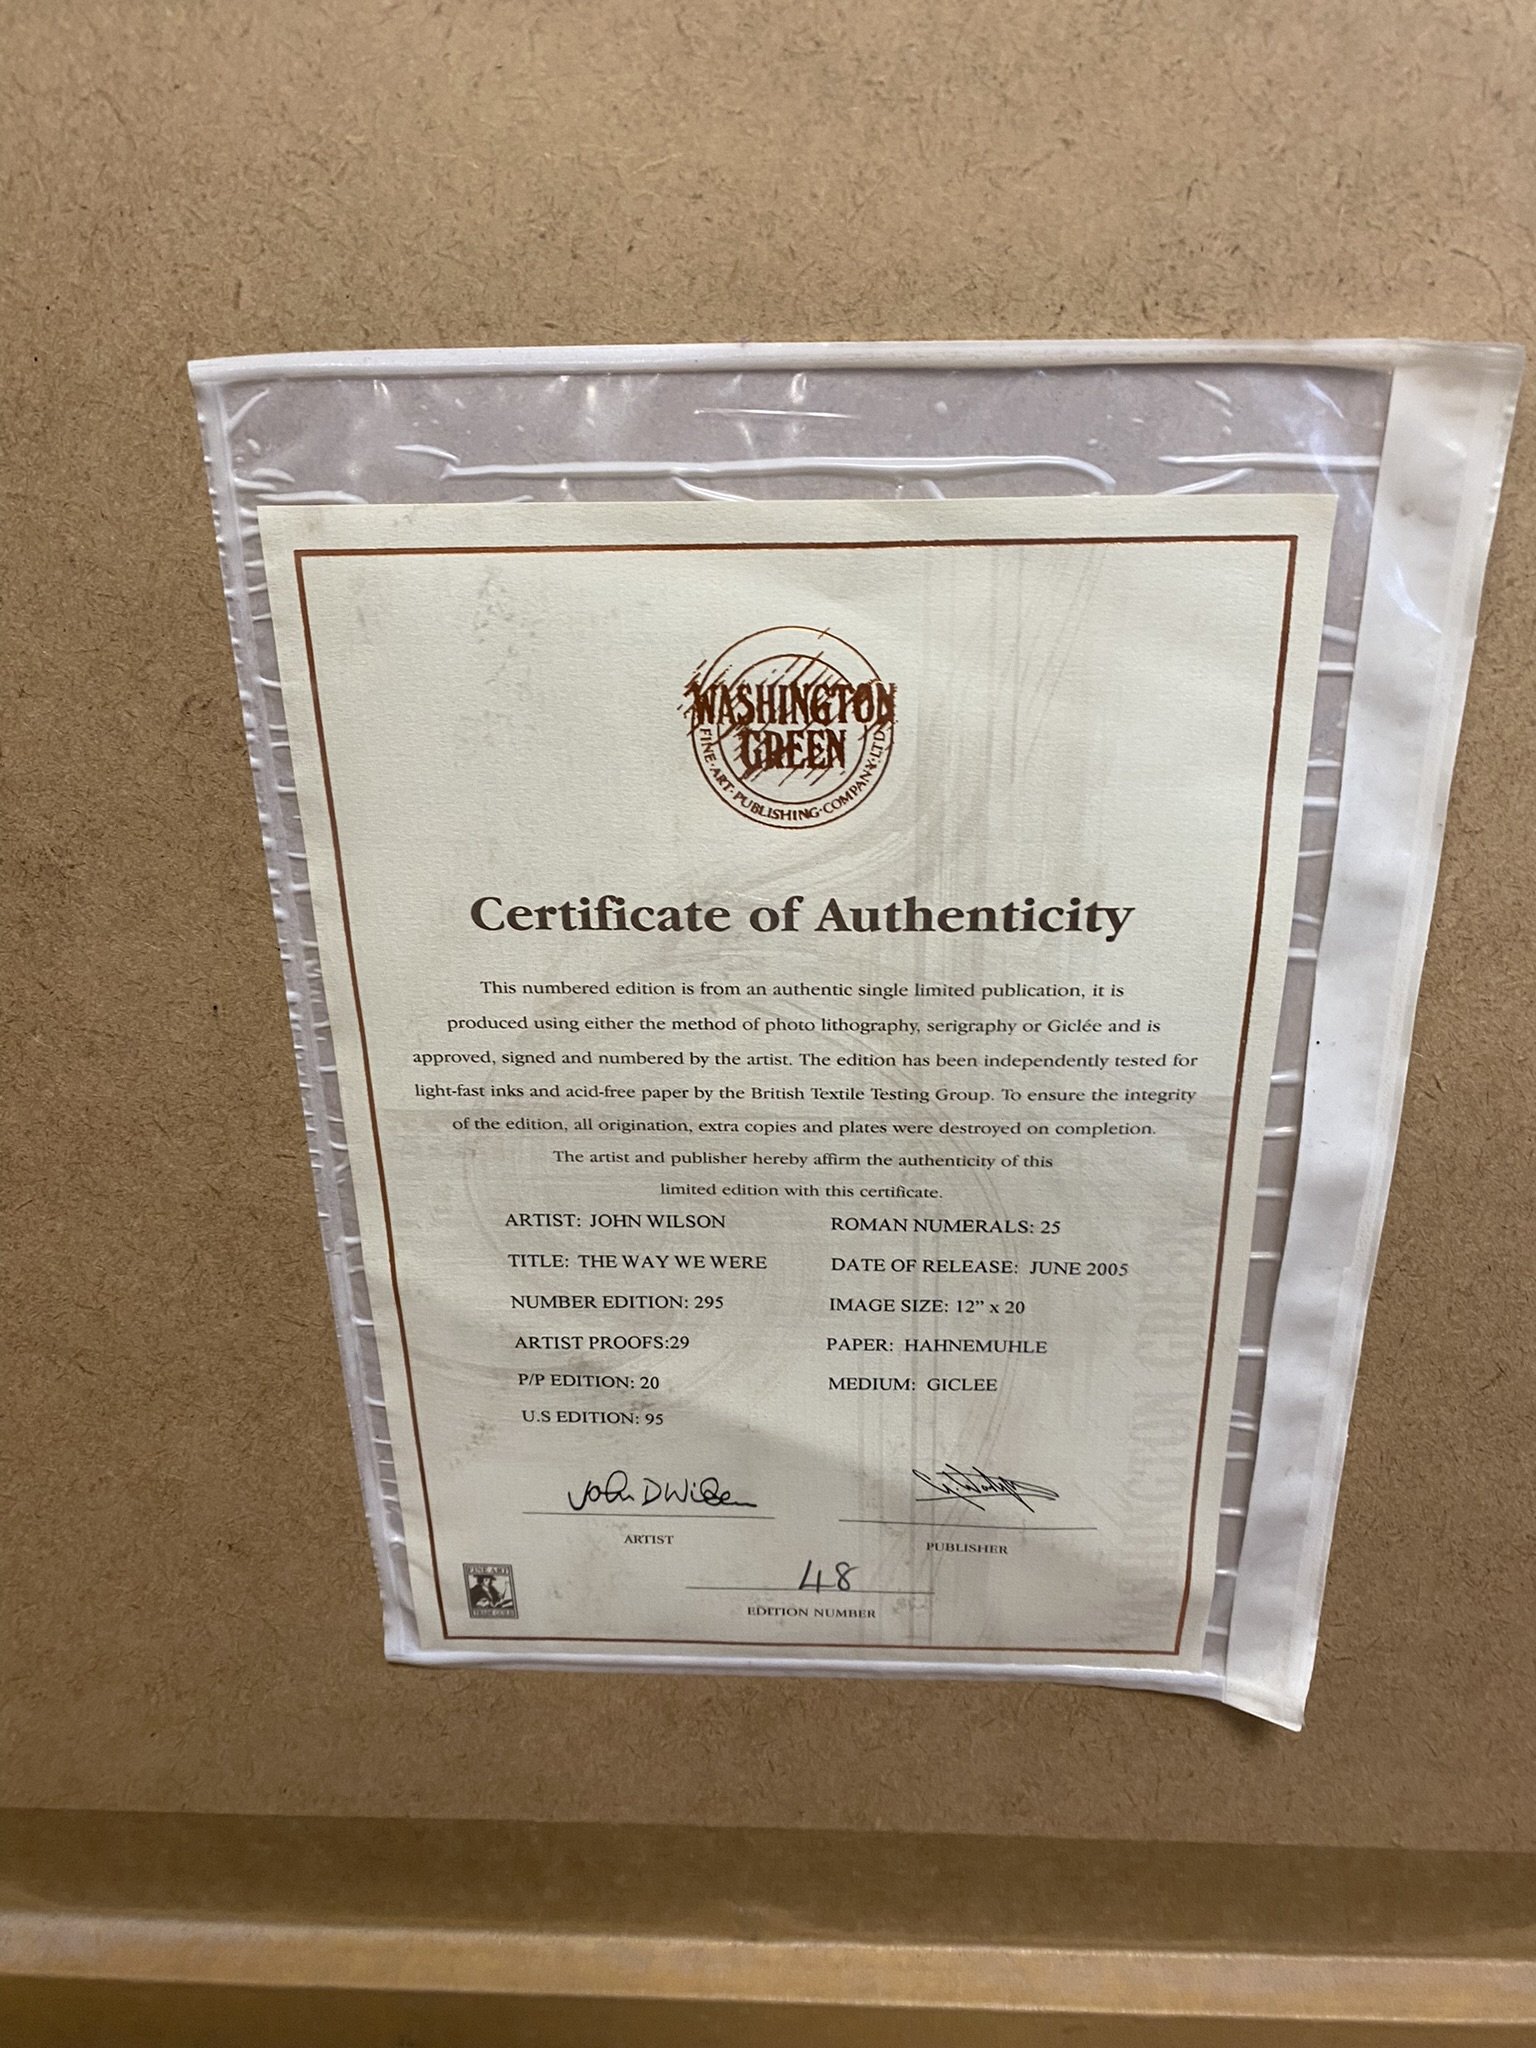 WASHINGTON
GREEN
FINE·ART·PUBLISHING·COMPANY·LTD
Certificate of Authenticity
This numbered edition is from an authentic single limited publication, it is
produced using either the method of photo lithography, serigraphy or Giclée and is
approved, signed and numbered by the artist. The edition has been independently tested for
light-fast inks and acid-free paper by the British Textile Testing Group. To ensure the integrity
of the edition, all origination, extra copies and plates were destroyed on completion.
The artist and publisher hereby affirm the authenticity of this
limited edition with this certificate.
ARTIST: JOHN WILSON
TITLE: THE WAY WE WERE
NUMBER EDITION: 295
ARTIST PROOFS:29
P/P EDITION: 20
U.S EDITION: 95
ROMAN NUMERALS: 25
DATE OF RELEASE: JUNE 2005
IMAGE SIZE: 12” x 20
PAPER: HAHNEMUHLE
MEDIUM: GICLEE
John D Wilson
ARTIST
PUBLISHER
48
EDITION NUMBER
FINE ART